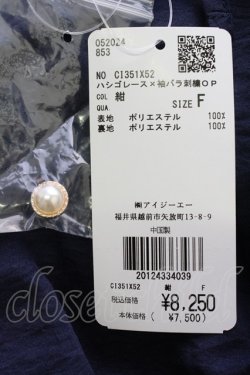 052024
853
NO CI351X52
ハシゴレース×袖バラ刺繍OP
COL 紺
QUA
SIZE F
表地 ポリエステル 100%
裏地 ポリエステル 100%
㈱アイジーエー
福井県越前市矢放町13-8-9
中国製
20124334039
CI351X52 紺 F
税込価格 ¥8,250
本体価格 (¥7,500)